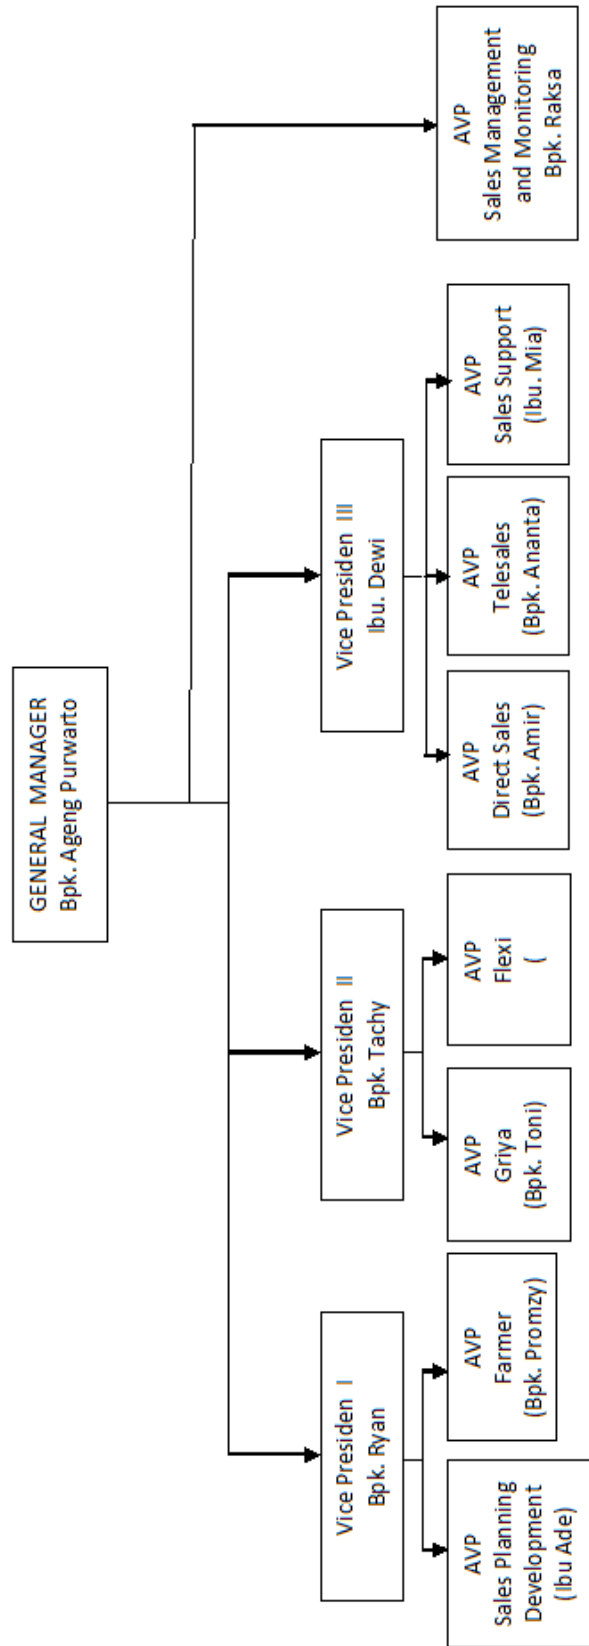 GENERAL MANAGER
Bpk. Ageng Purwarto
Vice Presiden I
Bpk. Ryan
Vice Presiden II
Bpk. Tachy
Vice Presiden III
Ibu. Dewi
AVP
Sales Planning
Development
(Ibu Ade)
AVP
Farmer
(Bpk. Promzy)
AVP
Griya
(Bpk. Toni)
AVP
Flexi
(
AVP
Direct Sales
(Bpk. Amir)
AVP
Telesales
(Bpk. Ananta)
AVP
Sales Support
(Ibu. Mia)
AVP
Sales Management
and Monitoring
Bpk. Raksa